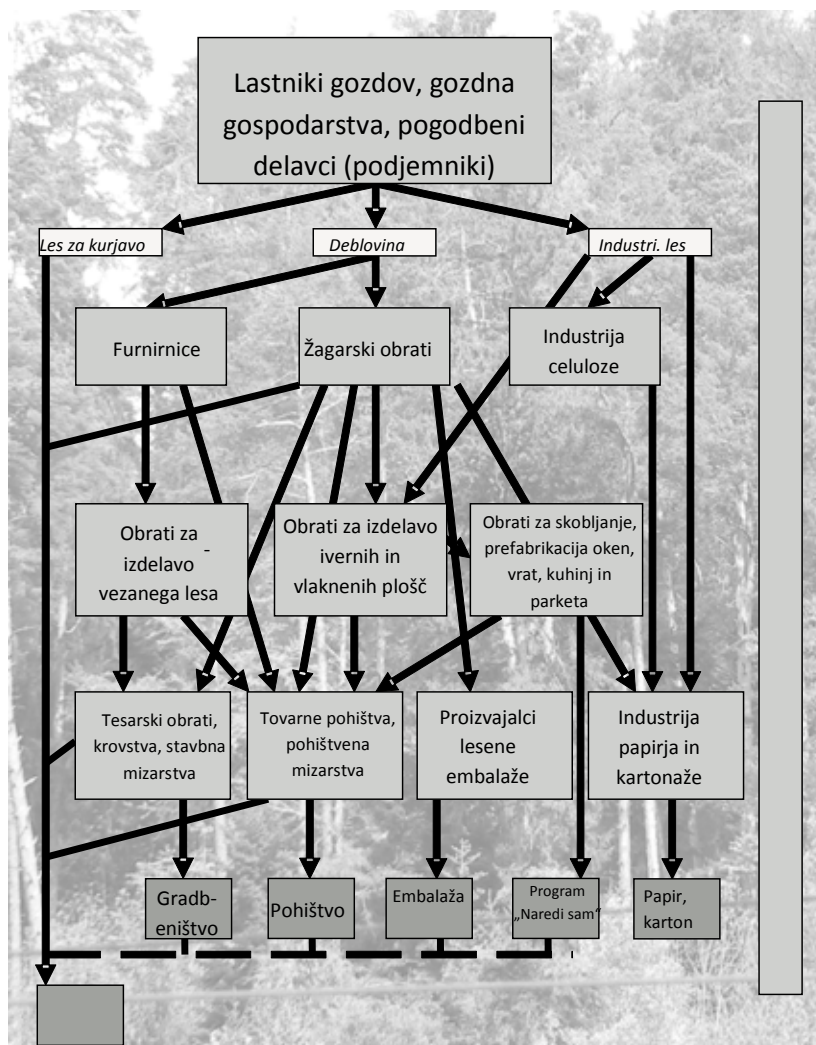 Lastniki gozdov, gozdna
gospodarstva, pogodbeni
delavci (podjemniki)
Les za kurjavo
Deblovina
Industri. les
Furnirnice
Žagarski obrati
Industrija
celuloze
Obrati za
izdelavo -
vezanega lesa
Obrati za izdelavo
ivernih in
vlaknenih plošč
Obrati za skobljanje,
prefabrikacija oken,
vrat, kuhinj in
parketa
Tesarski obrati,
krovstva, stavbna
mizarstva
Tovarne pohištva,
pohištvena
mizarstva
Proizvajalci
lesene
embalaže
Industrija
papirja in
kartonaže
Gradb-
eništvo
Pohištvo
Embalaža
Program
„Naredi sam“
Papir,
karton